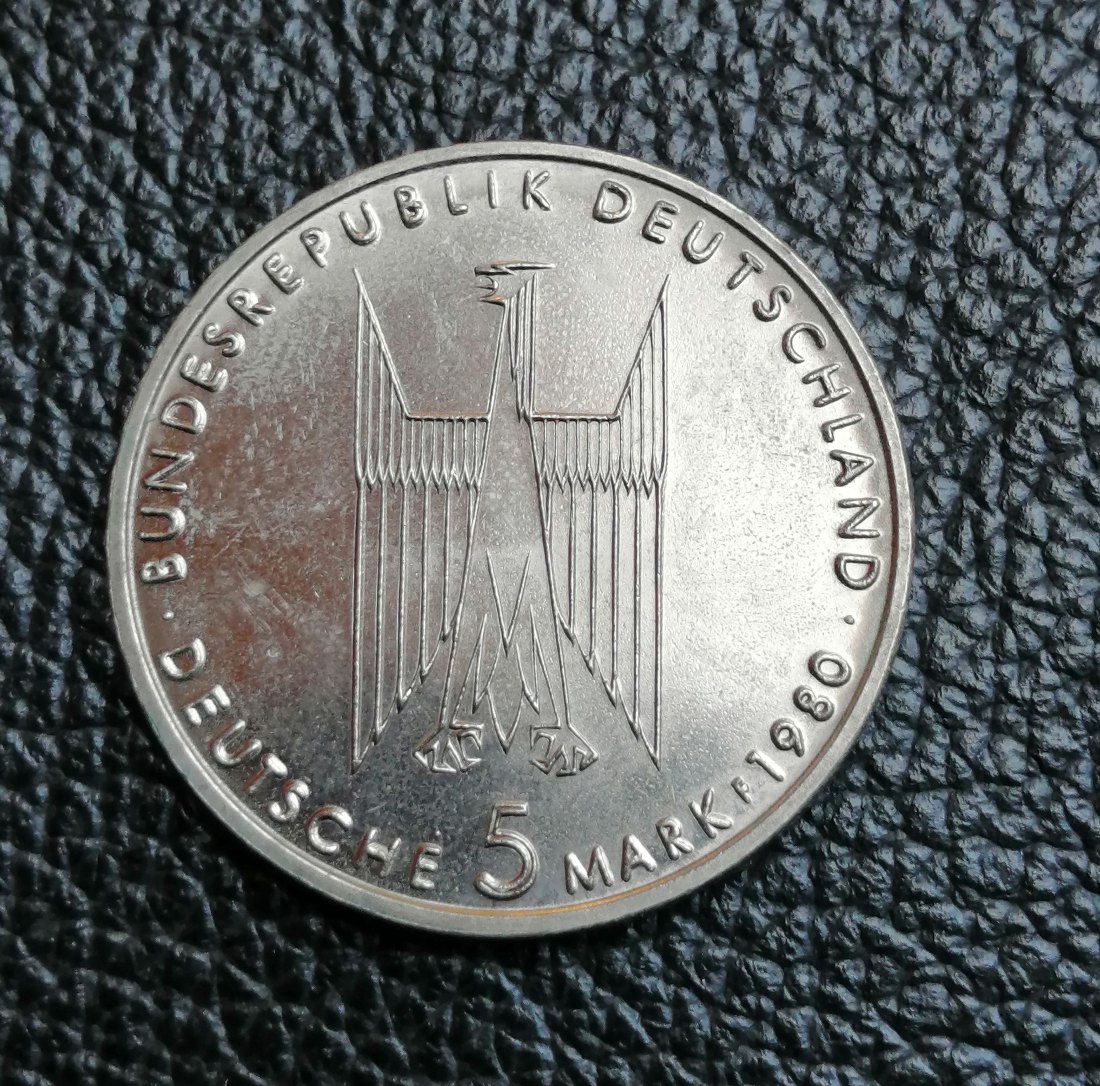 BUNDESREPUBLIK DEUTSCHLAND · 1980
· DEUTSCHE 5 MARK F